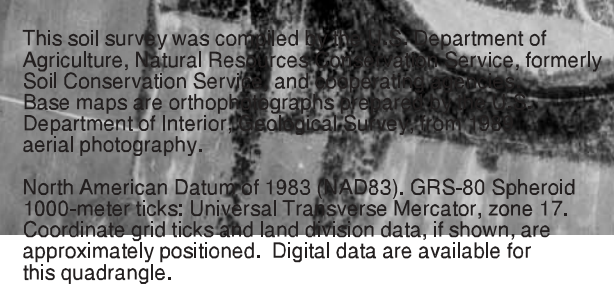 This soil survey was compiled by the U.S. Department of
Agriculture, Natural Resources Conservation Service, formerly
Soil Conservation Service, and cooperating agencies.
Base maps are orthophotographs prepared by the U.S.
Department of Interior, Geological Survey, from
aerial photography.

North American Datum of 1983 (NAD83). GRS-80 Spheroid
1000-meter ticks: Universal Transverse Mercator, zone 17.
Coordinate grid ticks and land division data, if shown, are
approximately positioned. Digital data are available for
this quadrangle.